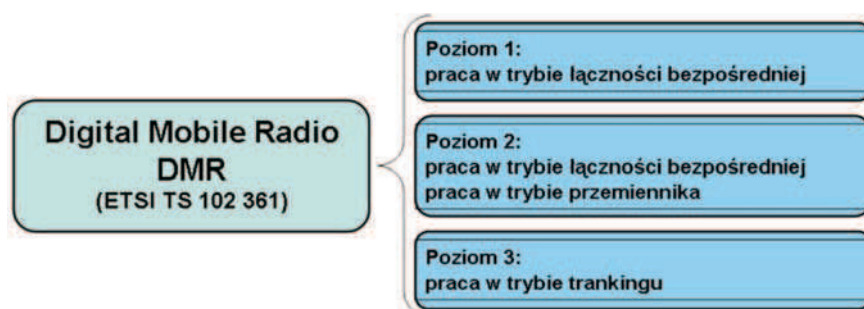 Digital Mobile Radio
DMR
(ETSI TS 102 361)
Poziom 1:
praca w trybie łączności bezpośredniej
Poziom 2:
praca w trybie łączności bezpośredniej
praca w trybie przemiennika
Poziom 3:
praca w trybie trankingu